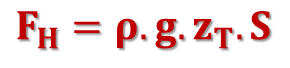 F_H = ρ.g.z_T.S